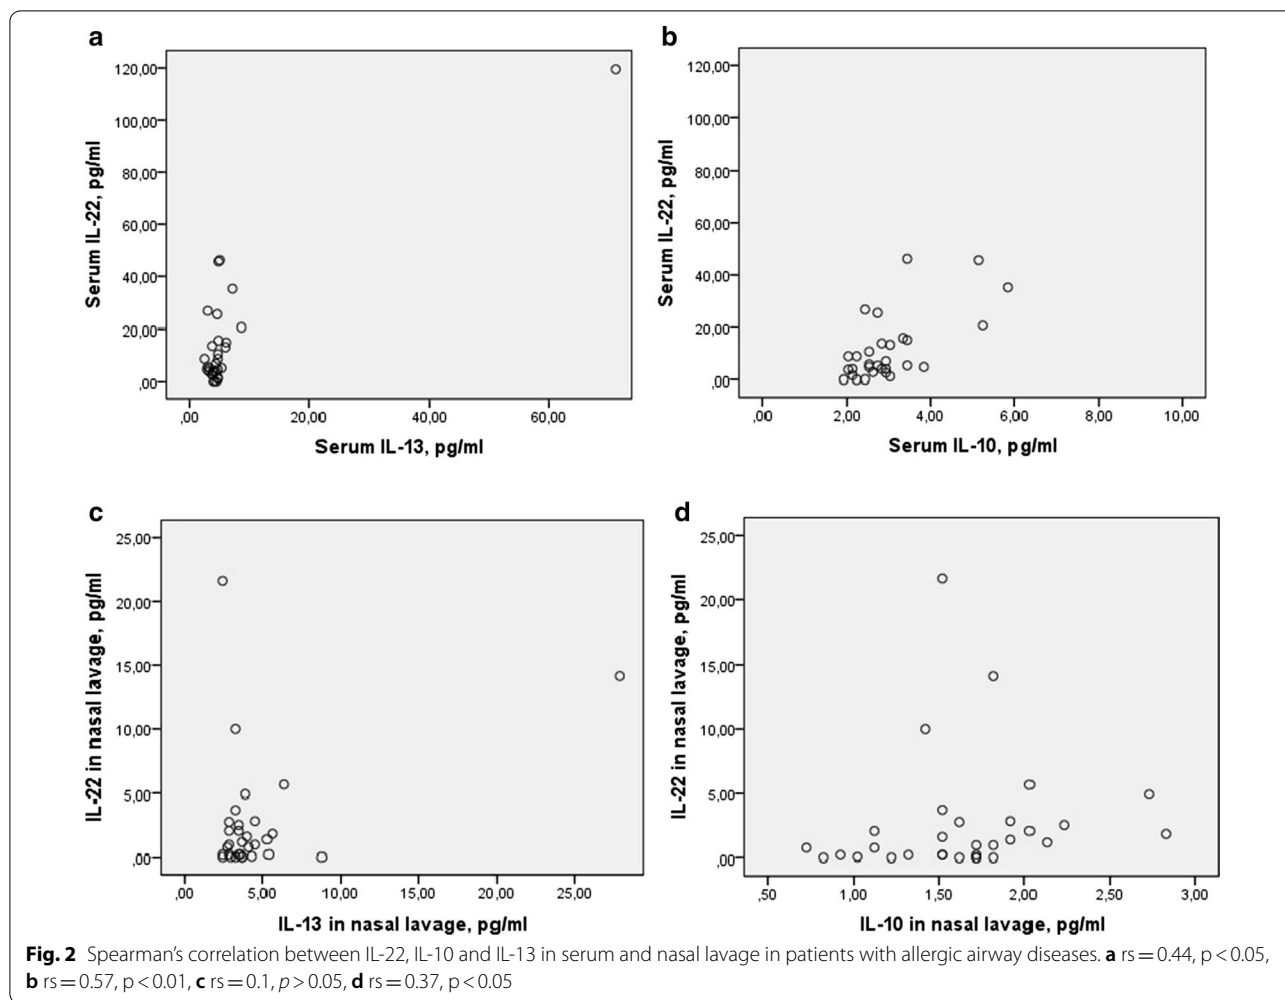 a
120,00
100,00
80,00
60,00
40,00
20,00
,00
Serum IL-22, pg/ml
,00 20,00 40,00 60,00
Serum IL-13, pg/ml
b
120,00
100,00
80,00
60,00
40,00
20,00
,00
Serum IL-22, pg/ml
,00 2,00 4,00 6,00 8,00 10,00
Serum IL-10, pg/ml
c
25,00
20,00
15,00
10,00
5,00
,00
IL-22 in nasal lavage, pg/ml
,00 5,00 10,00 15,00 20,00 25,00
IL-13 in nasal lavage, pg/ml
d
25,00
20,00
15,00
10,00
5,00
,00
IL-22 in nasal lavage, pg/ml
,50 1,00 1,50 2,00 2,50 3,00
IL-10 in nasal lavage, pg/ml
Fig. 2 Spearman's correlation between IL-22, IL-10 and IL-13 in serum and nasal lavage in patients with allergic airway diseases. a rs = 0.44, p < 0.05,
b rs = 0.57, p < 0.01, c rs = 0.1, p > 0.05, d rs = 0.37, p < 0.05